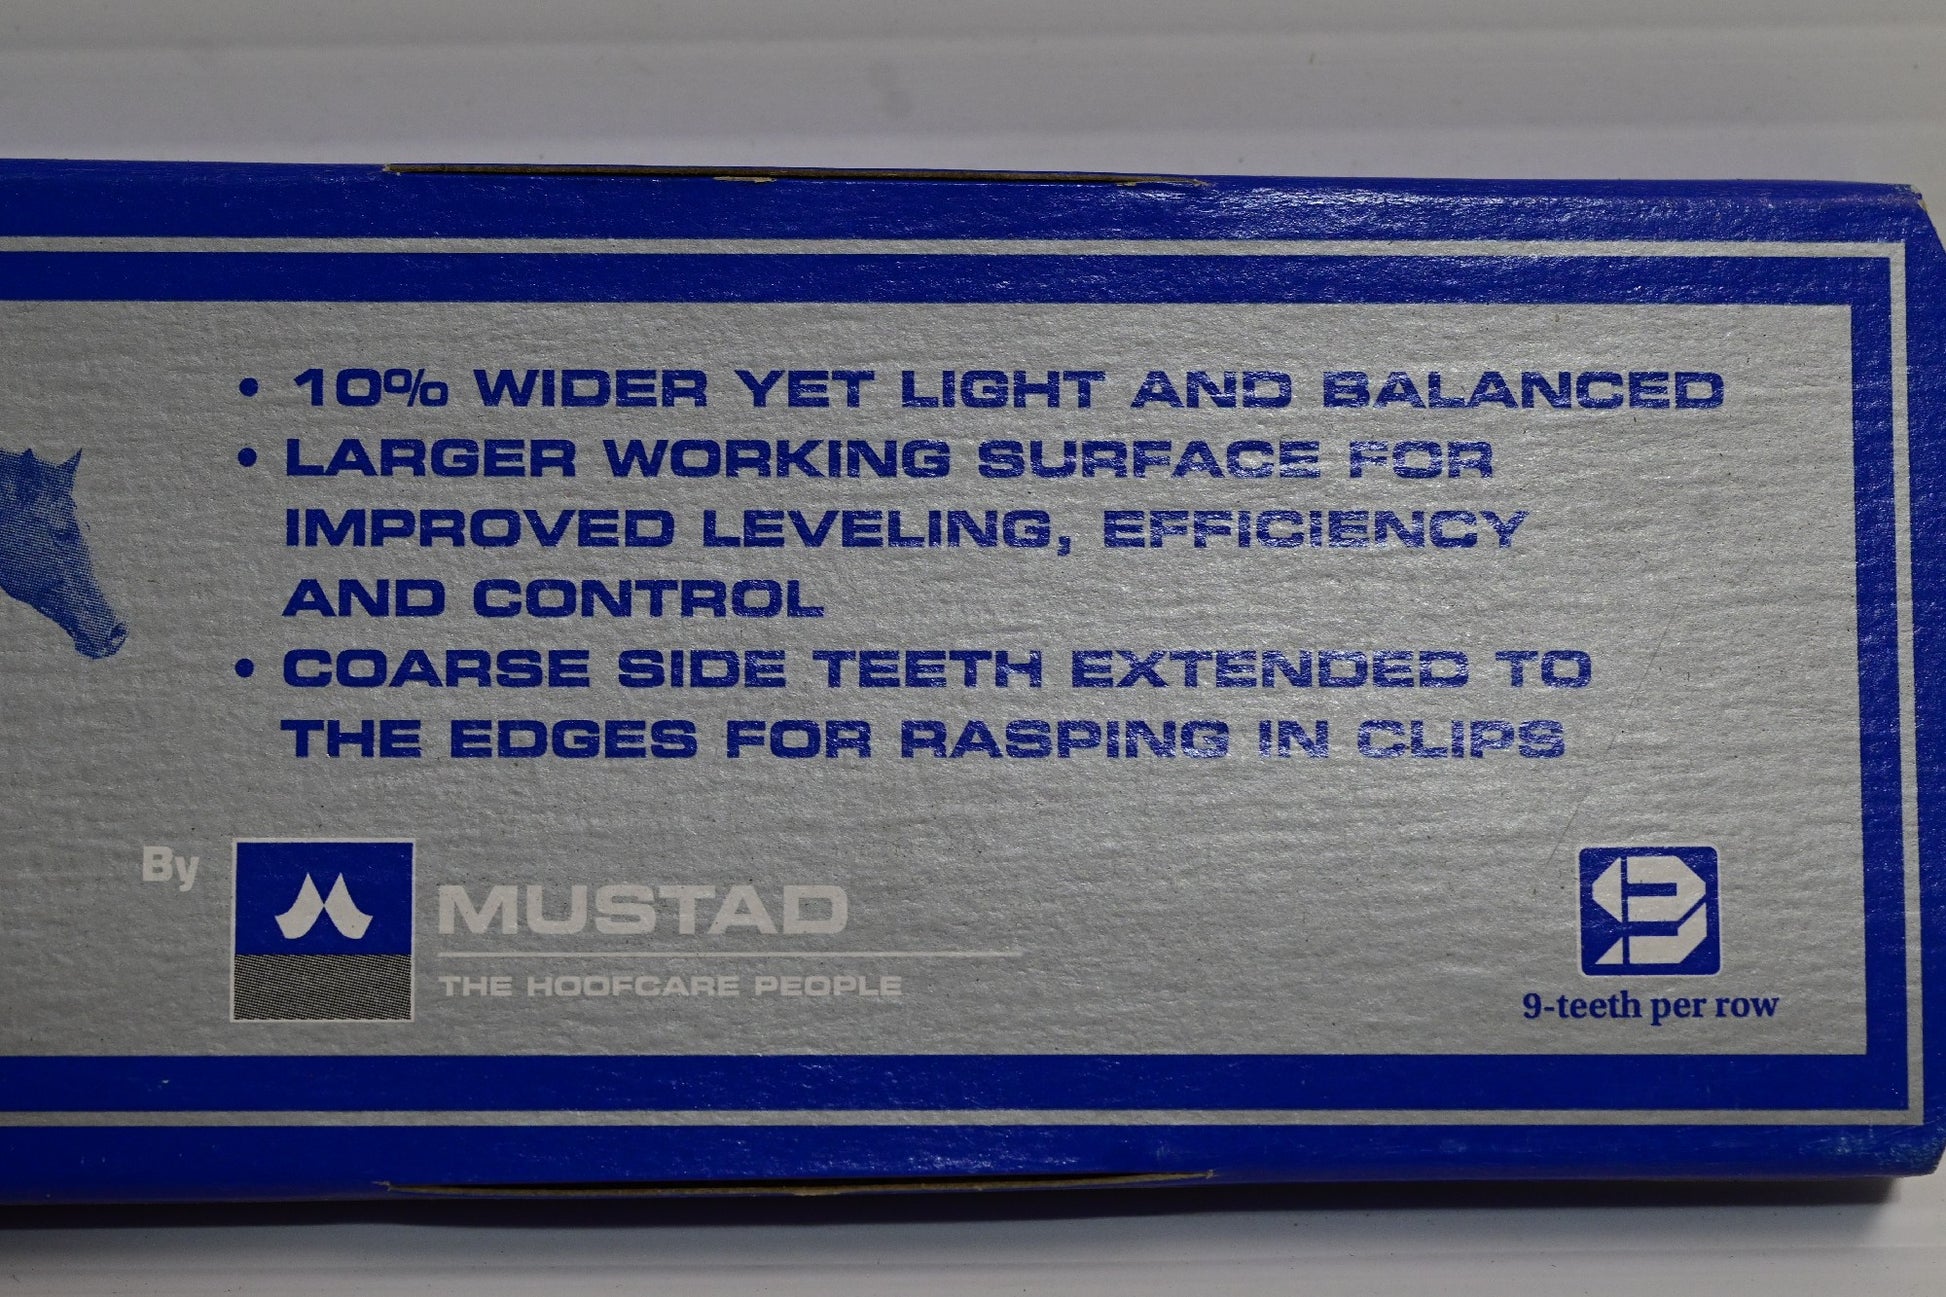 • 10% WIDER YET LIGHT AND BALANCED
• LARGER WORKING SURFACE FOR
IMPROVED LEVELING, EFFICIENCY
AND CONTROL
• COARSE SIDE TEETH EXTENDED TO
THE EDGES FOR RASPING IN CLIPS
By
MUSTAD
THE HOOFCARE PEOPLE
9
9-teeth per row